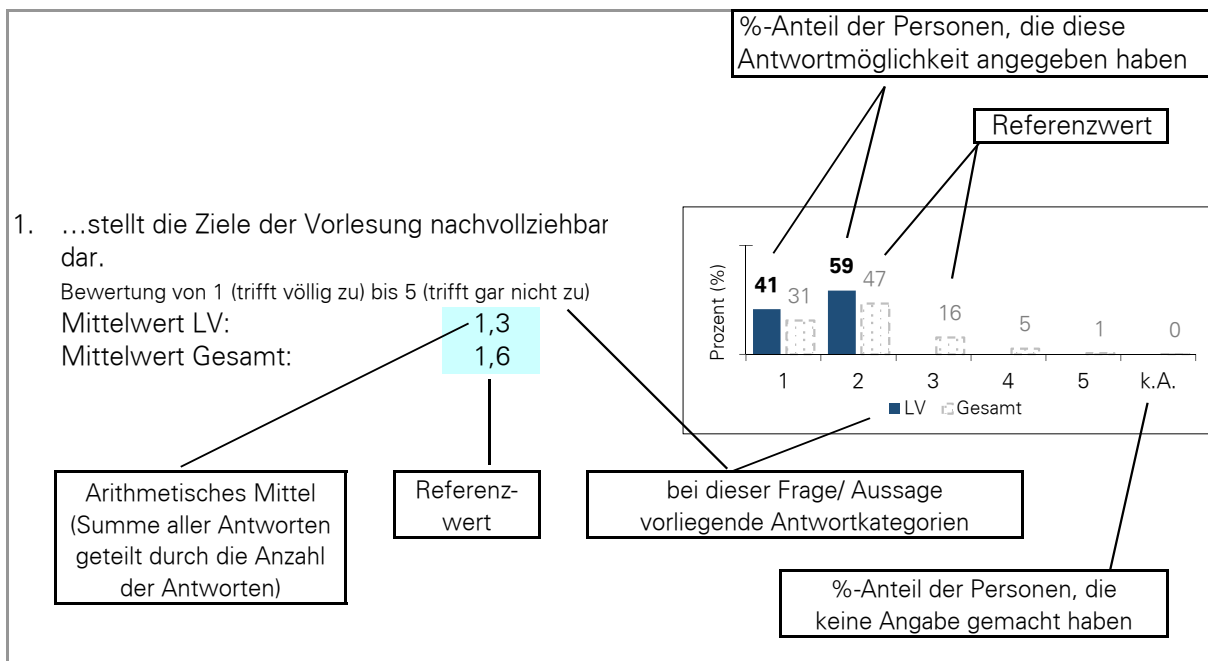 %-Anteil der Personen, die diese
Antwortmöglichkeit angegeben haben
Referenzwert
1. ...stellt die Ziele der Vorlesung nachvollziehbar
dar.
Bewertung von 1 (trifft völlig zu) bis 5 (trifft gar nicht zu)
Mittelwert LV: 1,3
Mittelwert Gesamt: 1,6
Prozent (%)
41 31 59 47 16 5 1 0
1 2 3 4 5 k.A.
LV Gesamt
Arithmetisches Mittel
(Summe aller Antworten
geteilt durch die Anzahl
der Antworten)
Referenz-
wert
bei dieser Frage/ Aussage
vorliegende Antwortkategorien
%-Anteil der Personen, die
keine Angabe gemacht haben